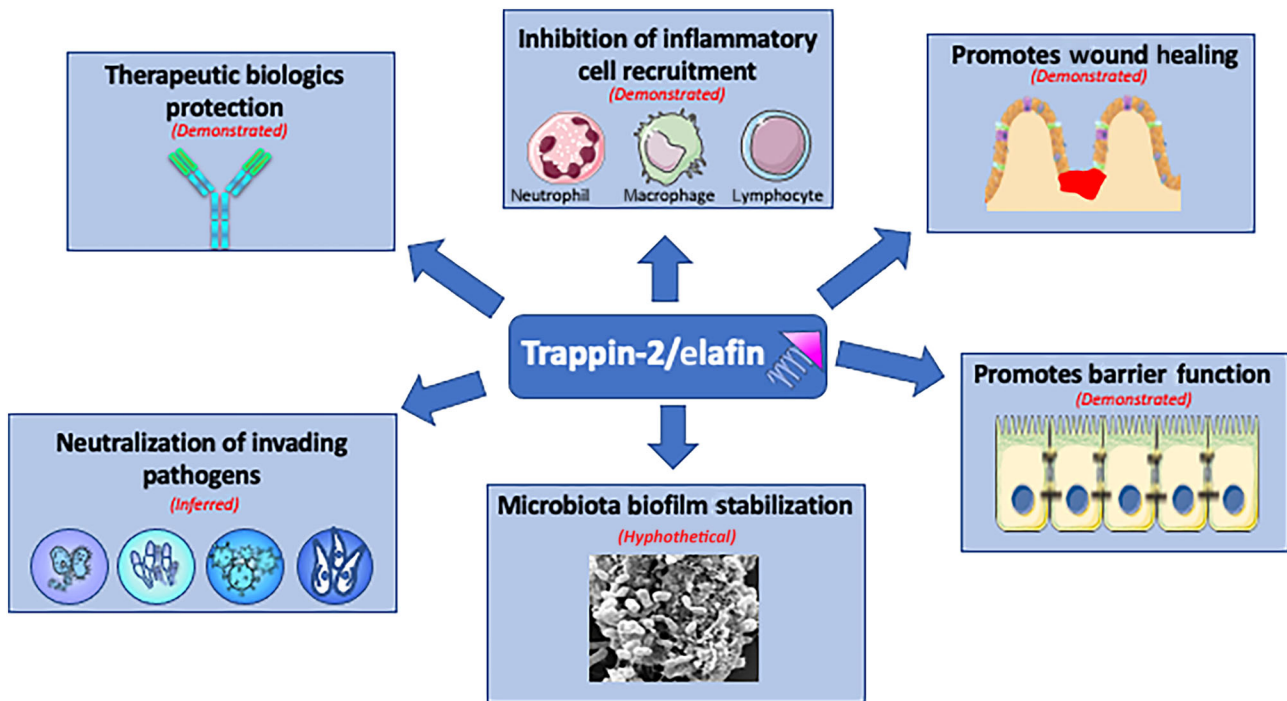 Therapeutic biologics
protection
(Demonstrated)
Inhibition of inflammatory
cell recruitment
(Demonstrated)
Neutrophil Macrophage Lymphocyte
Promotes wound healing
(Demonstrated)
Trappin-2/elafin
Neutralization of invading
pathogens
(Inferred)
Microbiota biofilm stabilization
(Hyphothetical)
Promotes barrier function
(Demonstrated)